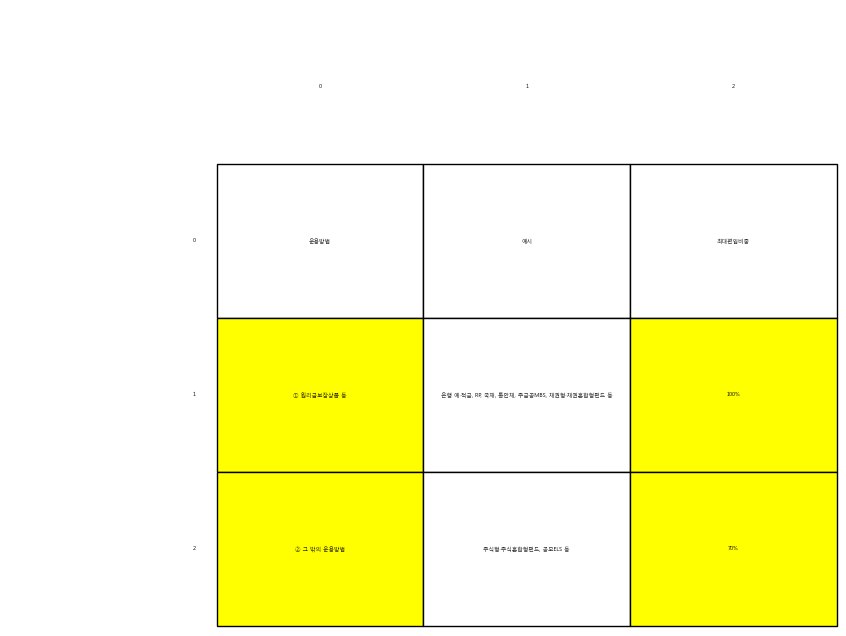 0 1 2
0 운용방법 예시 최대편입비중
1 ① 원리금보장상품 등 은행 예·적금, RP, 국채, 통안채, 주금공MBS, 채권형·채권혼합형펀드 등 100%
2 ② 그 밖의 운용방법 주식형·주식혼합형펀드, 공모ELS 등 70%